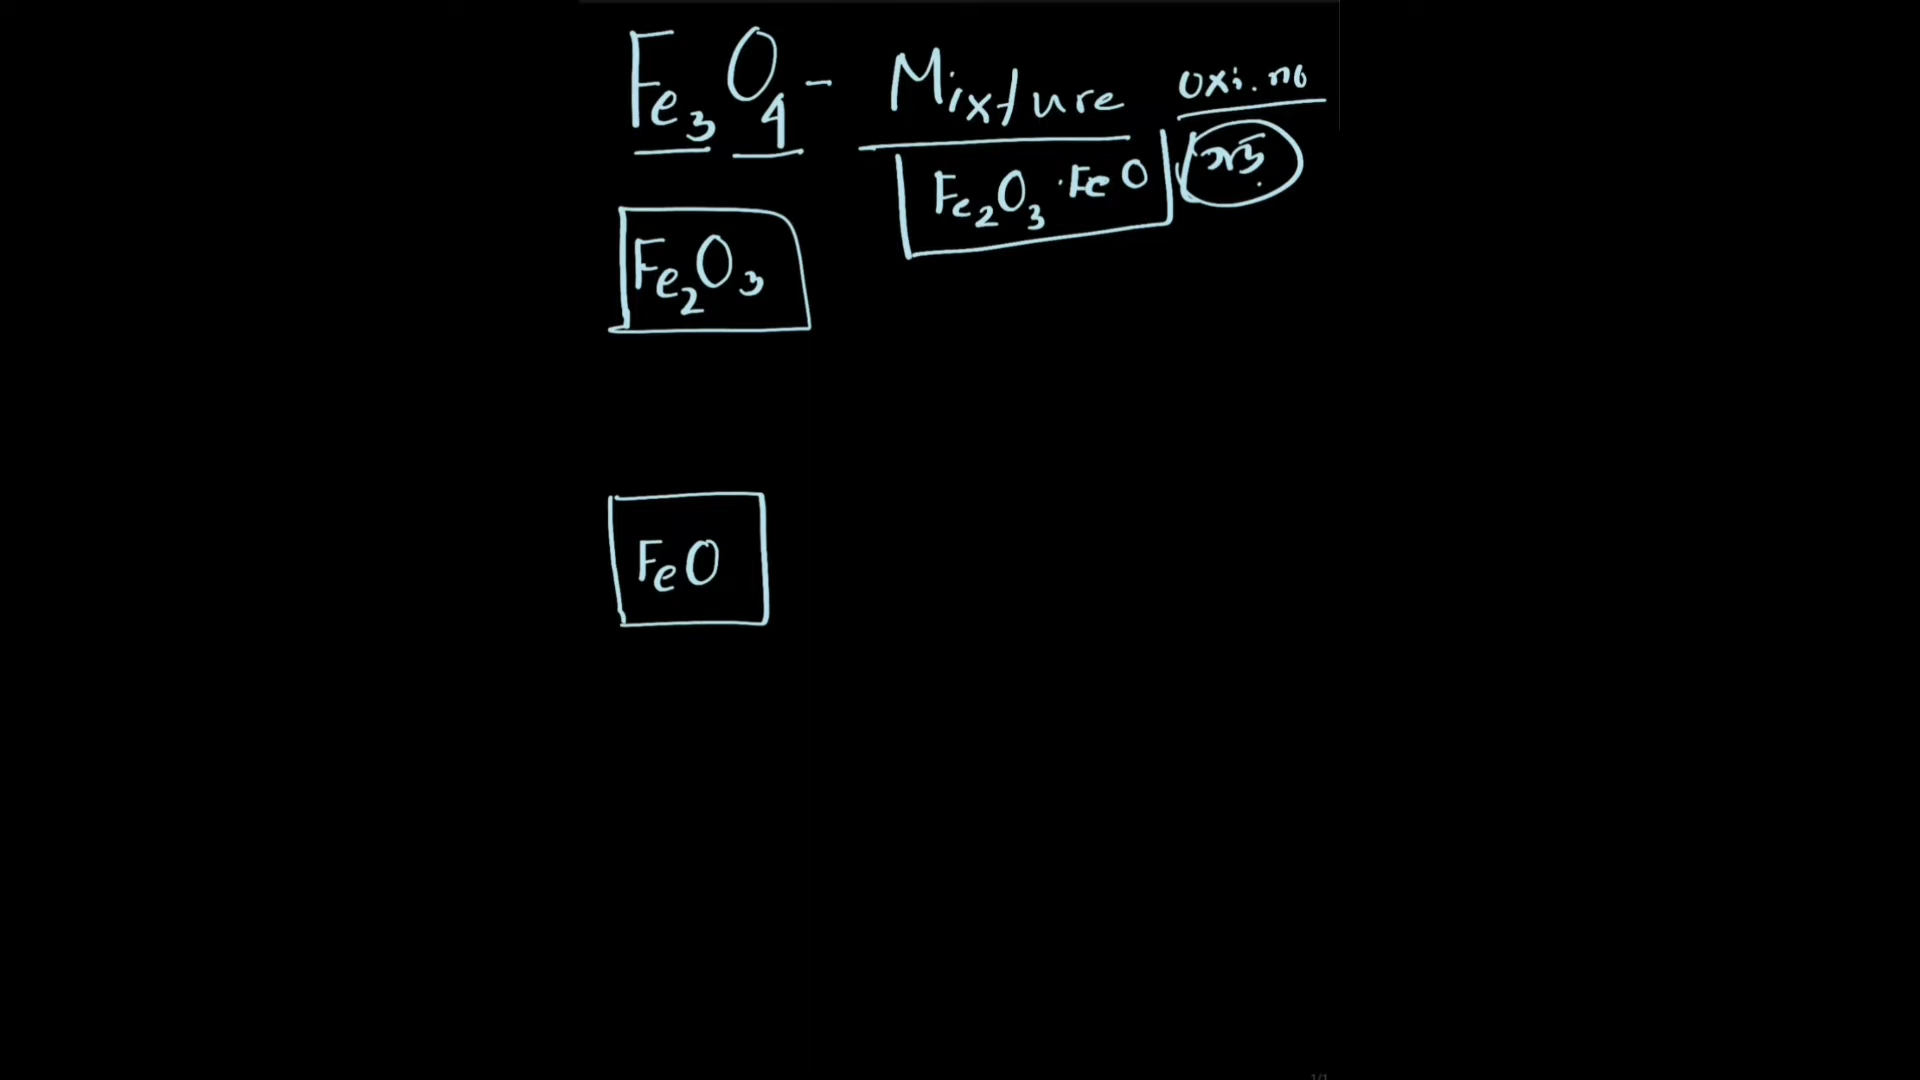 Fe₃O₄ - Mixture oxi. no
Fe₂O₃ · FeO
Fe₂O₃
FeO